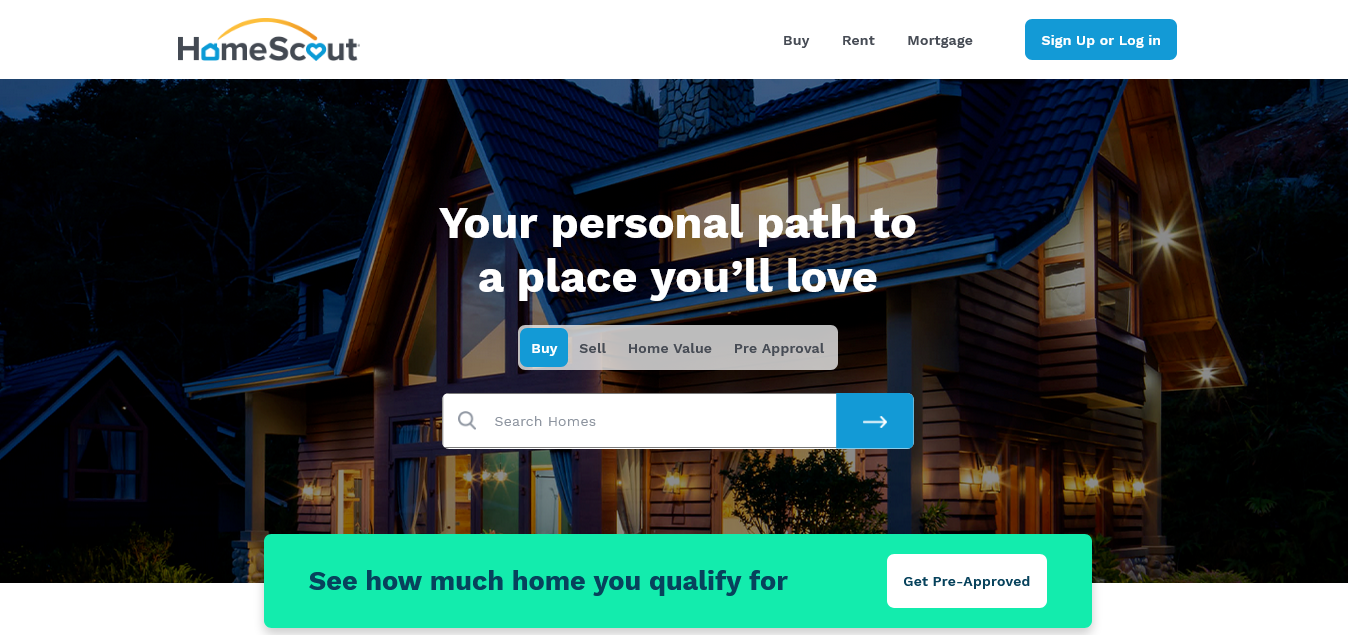 HomeScout
Buy Rent Mortgage Sign Up or Log in
Your personal path to
a place you’ll love
Buy Sell Home Value Pre Approval
Search Homes
See how much home you qualify for
Get Pre-Approved